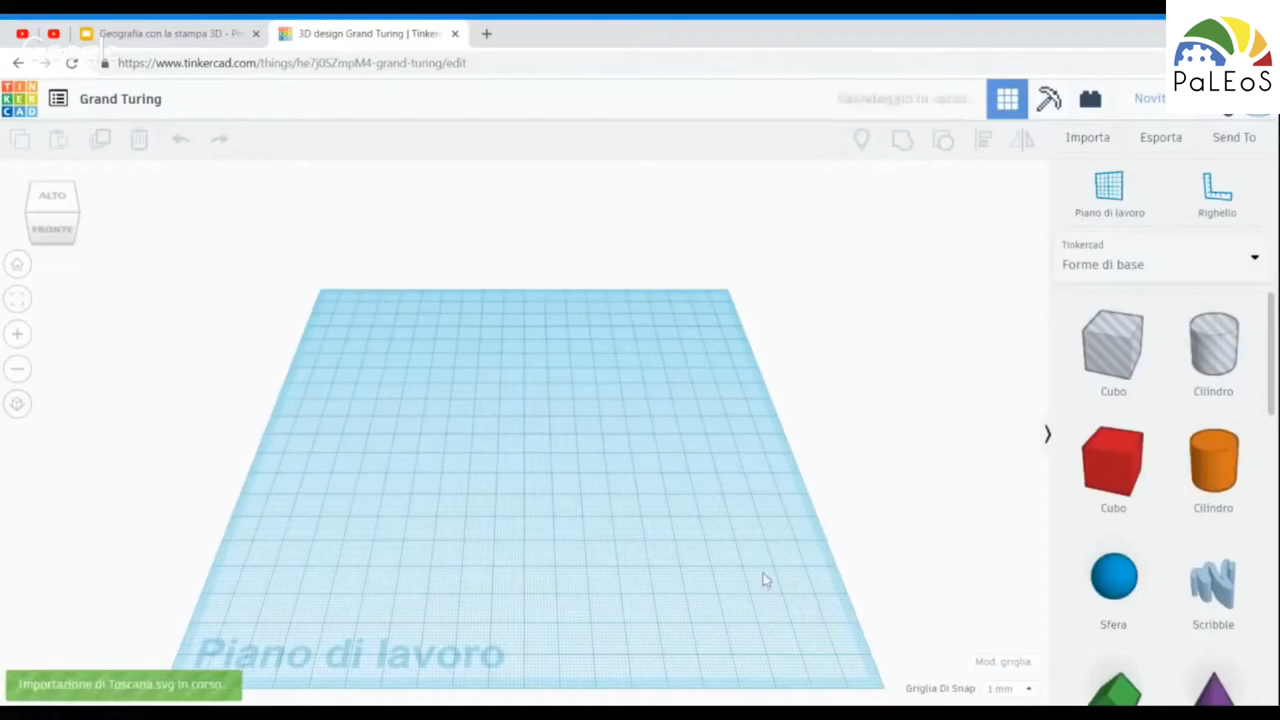 Geografia con la stampa 3D - Pr
3D design Grand Turing | Tinker
https://www.tinkercad.com/things/he7j0SZmpM4-grand-turing/edit
PaLEoS
TIN
KER
CAD
Grand Turing
Salvataggio in corso...
Novit
Importa
Esporta
Send To
ALTO
FRONTE
Piano di lavoro
Righello
Tinkercad
Forme di base
Cubo
Cilindro
Cubo
Cilindro
Sfera
Scribble
Piano di lavoro
Mod. griglia
Importazione di Toscana.svg in corso...
Griglia Di Snap
1 mm